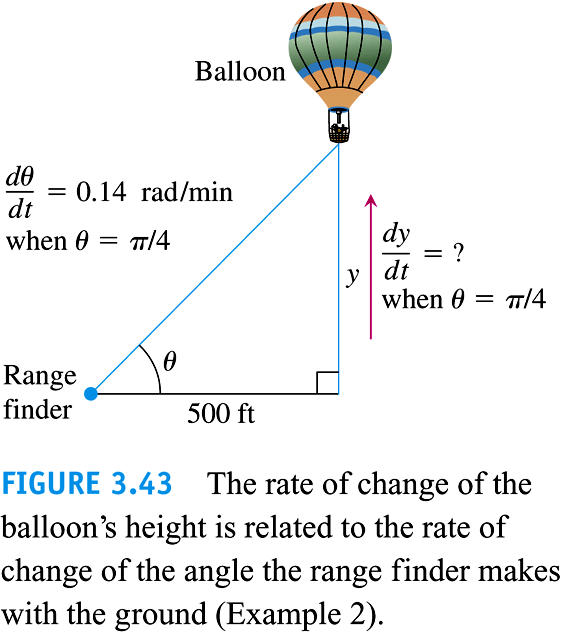 Balloon
dθ/dt = 0.14 rad/min
when θ = π/4
dy/dt = ?
when θ = π/4
y
θ
Range
finder
500 ft
FIGURE 3.43 The rate of change of the
balloon’s height is related to the rate of
change of the angle the range finder makes
with the ground (Example 2).